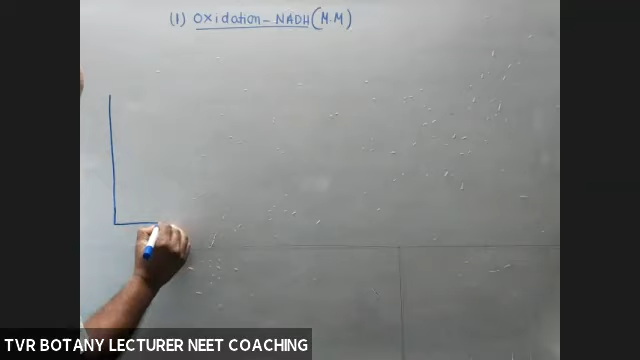 (1) Oxidation - NADH (M.M)
TVR BOTANY LECTURER NEET COACHING